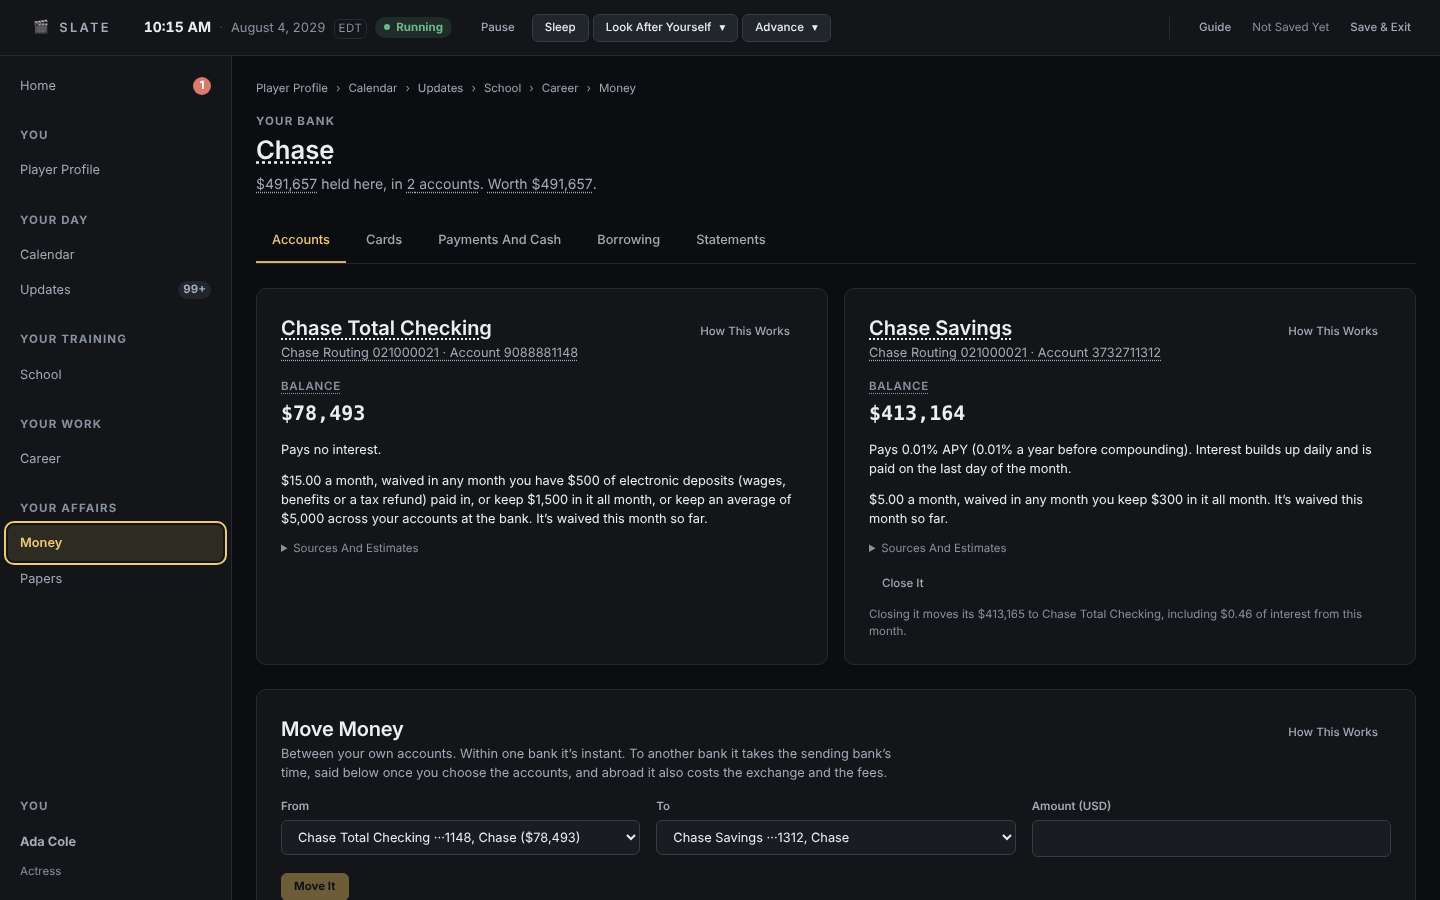 SLATE
10:15 AM · August 4, 2029 EDT Running Pause Sleep Look After Yourself ▾ Advance ▾ Guide Not Saved Yet Save & Exit
Home 1
YOU
Player Profile
YOUR DAY
Calendar
Updates 99+
YOUR TRAINING
School
YOUR WORK
Career
YOUR AFFAIRS
Money
Papers
YOU
Ada Cole
Actress
Player Profile › Calendar › Updates › School › Career › Money
YOUR BANK
Chase
$491,657 held here, in 2 accounts. Worth $491,657.
Accounts Cards Payments And Cash Borrowing Statements
Chase Total Checking How This Works
Chase Routing 021000021 · Account 9088881148
BALANCE
$78,493
Pays no interest.
$15.00 a month, waived in any month you have $500 of electronic deposits (wages,
benefits or a tax refund) paid in, or keep $1,500 in it all month, or keep an average of
$5,000 across your accounts at the bank. It’s waived this month so far.
▶ Sources And Estimates
Chase Savings How This Works
Chase Routing 021000021 · Account 3732711312
BALANCE
$413,164
Pays 0.01% APY (0.01% a year before compounding). Interest builds up daily and is
paid on the last day of the month.
$5.00 a month, waived in any month you keep $300 in it all month. It’s waived this
month so far.
▶ Sources And Estimates
Close It
Closing it moves its $413,165 to Chase Total Checking, including $0.46 of interest from this
month.
Move Money How This Works
Between your own accounts. Within one bank it’s instant. To another bank it takes the sending bank’s
time, said below once you choose the accounts, and abroad it also costs the exchange and the fees.
From To Amount (USD)
Chase Total Checking ···1148, Chase ($78,493) Chase Savings ···1312, Chase
Move It